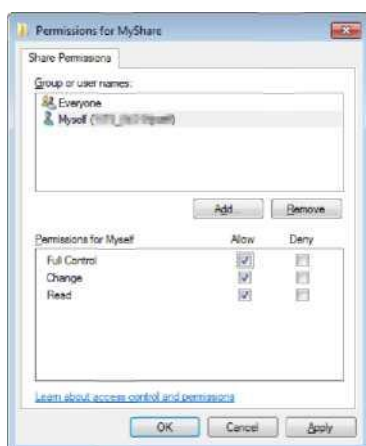 Permissions for MyShare
Share Permissions
Group or user names:
Everyone
Myself (
Add...
Remove
Permissions for Myself
Allow
Deny
Full Control
Change
Read
Learn about access control and permissions
OK
Cancel
Apply